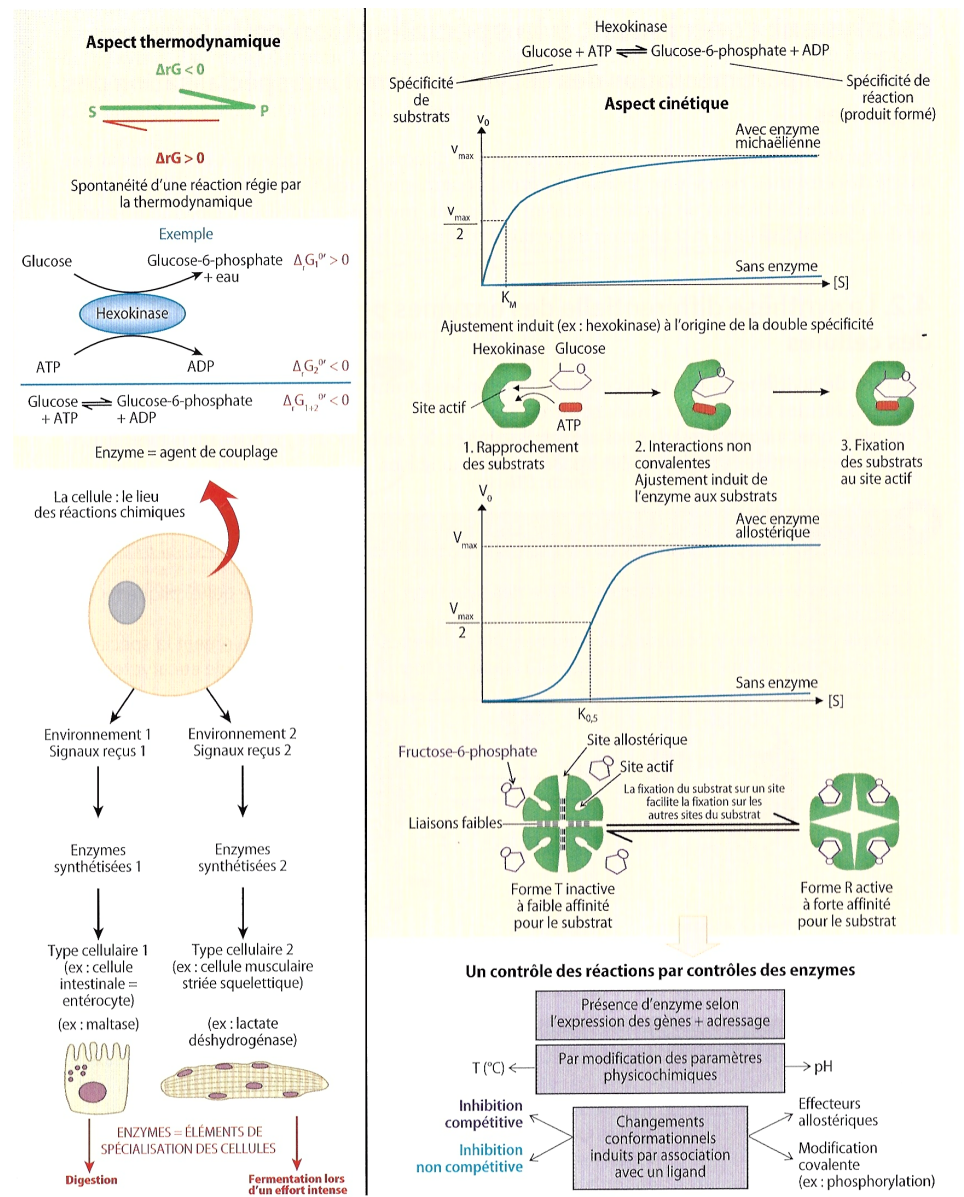 Aspect thermodynamique
ΔrG < 0
S
P
ΔrG > 0
Spontanéité d'une réaction régie par
la thermodynamique
Exemple
Glucose
Glucose-6-phosphate
+ eau
ΔrG₁⁰' > 0
Hexokinase
ATP
ADP
ΔrG₂⁰' < 0
Glucose ⇌ Glucose-6-phosphate
+ ATP
+ ADP
ΔrG₁₊₂⁰' < 0
Enzyme = agent de couplage
La cellule : le lieu
des réactions chimiques
Environnement 1
Signaux reçus 1
Environnement 2
Signaux reçus 2
Enzymes
synthétisées 1
Enzymes
synthétisées 2
Type cellulaire 1
(ex : cellule
intestinale =
entérocyte)
(ex : maltase)
Type cellulaire 2
(ex : cellule musculaire
striée squelettique)
(ex : lactate
déshydrogénase)
ENZYMES = ÉLÉMENTS DE
SPÉCIALISATION DES CELLULES
Digestion
Fermentation lors
d'un effort intense
Hexokinase
Glucose + ATP ⇌ Glucose-6-phosphate + ADP
Spécificité
de
substrats
Spécificité de
réaction
(produit formé)
Aspect cinétique
V₀
Vmax
Vmax
2
Avec enzyme
michaëlienne
Sans enzyme
[S]
K_M
Ajustement induit (ex : hexokinase) à l'origine de la double spécificité
Hexokinase
Glucose
O
O
O
Site actif
ATP
1. Rapprochement
des substrats
2. Interactions non
convalentes
Ajustement induit de
l'enzyme aux substrats
3. Fixation
des substrats
au site actif
V₀
Vmax
Vmax
2
Avec enzyme
allostérique
Sans enzyme
[S]
K₀,₅
Fructose-6-phosphate
Site allostérique
Site actif
Liaisons faibles
La fixation du substrat sur un site
facilite la fixation sur les
autres sites du substrat
Forme T inactive
à faible affinité
pour le substrat
Forme R active
à forte affinité
pour le substrat
Un contrôle des réactions par contrôles des enzymes
Présence d'enzyme selon
l'expression des gènes + adressage
T (°C)
Par modification des paramètres
physicochimiques
pH
Inhibition
compétitive
Inhibition
non compétitive
Changements
conformationnels
induits par association
avec un ligand
Effecteurs
allostériques
Modification
covalente
(ex : phosphorylation)